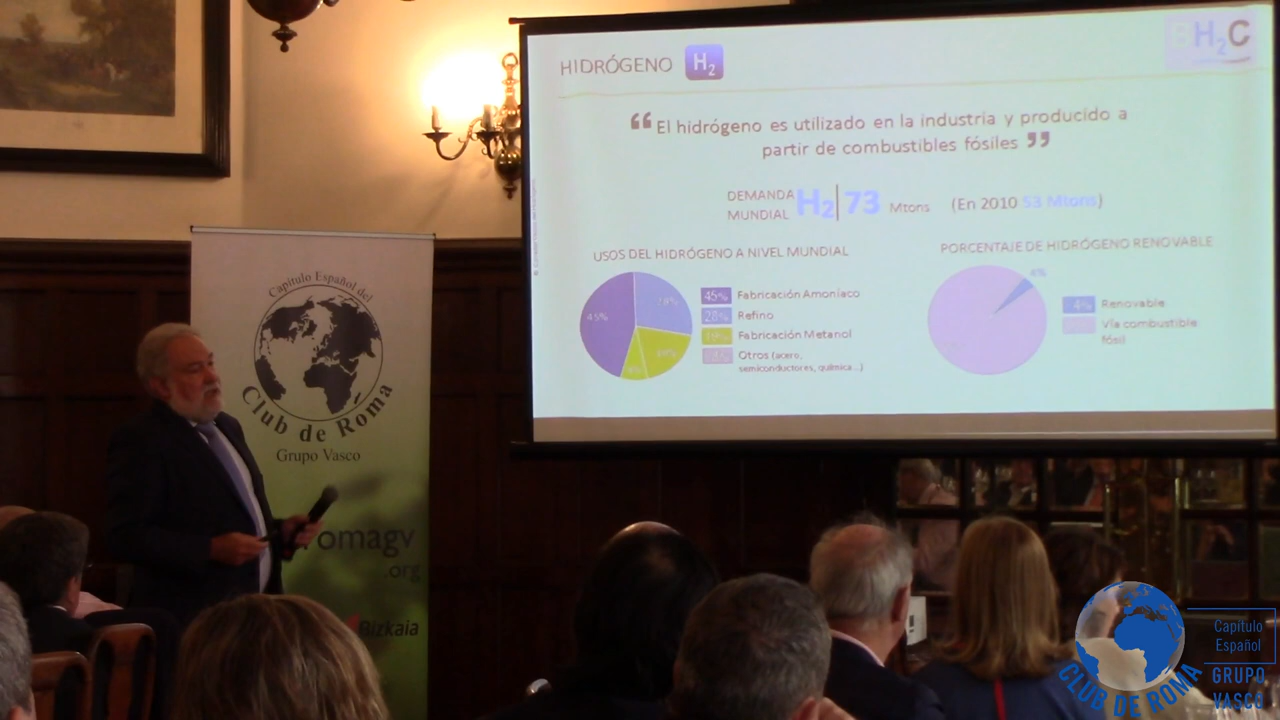 HIDRÓGENO H2
BH2C
“ El hidrógeno es utilizado en la industria y producido a
partir de combustibles fósiles ”
DEMANDA
MUNDIAL
H2 73 Mtons (En 2010 53 Mtons)
USOS DEL HIDRÓGENO A NIVEL MUNDIAL
45%
28%
45% Fabricación Amoníaco
28% Refino
Fabricación Metanol
Otros (acero,
semiconductores, química...)
PORCENTAJE DE HIDRÓGENO RENOVABLE
4%
4% Renovable
Vía combustible
fósil
Capítulo Español del
Club de Roma
Grupo Vasco
omagv
.org
Bizkaia
CLUB DE ROMA
Capítulo
Español
GRUPO
VASCO